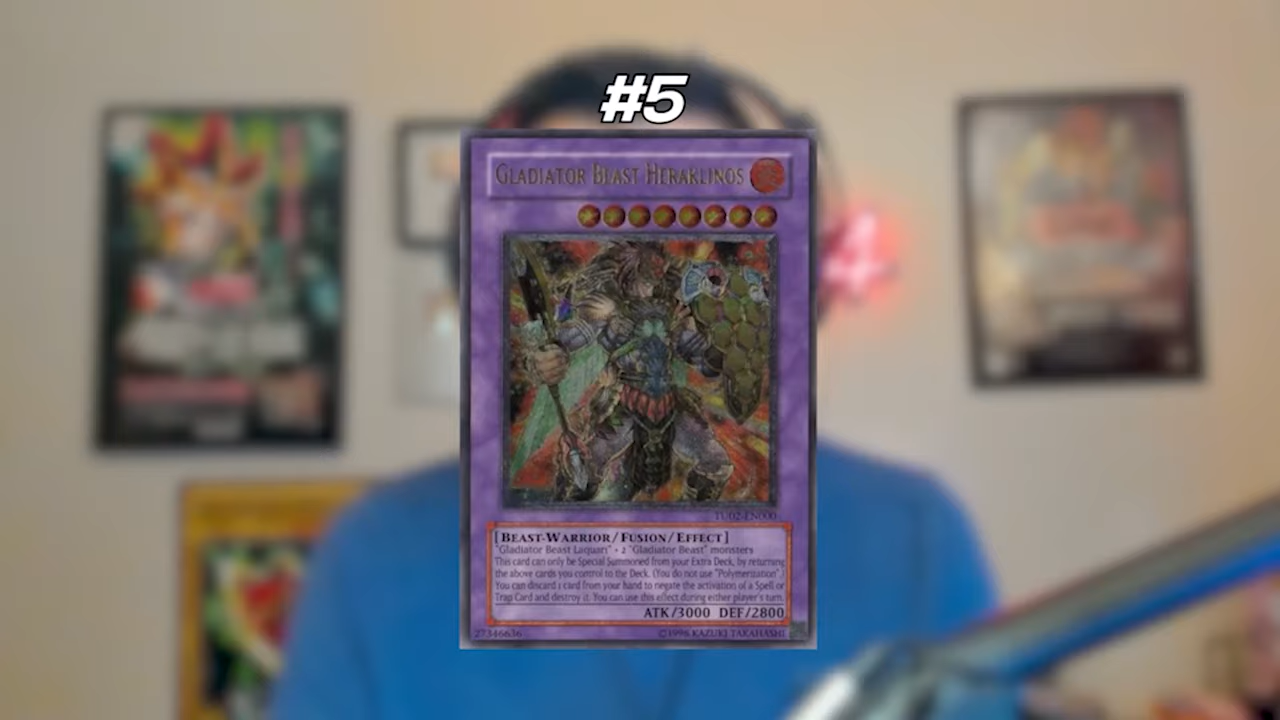 #5
GLADIATOR BEAST HERAKLINOS
TU02-EN000
[BEAST-WARRIOR/FUSION/EFFECT]
"Gladiator Beast Laquari" + 2 "Gladiator Beast" monsters
This card can only be Special Summoned from your Extra Deck, by returning
the above cards you control to the Deck. (You do not use "Polymerization".)
You can discard 1 card from your hand to negate the activation of a Spell or
Trap Card and destroy it. You can use this effect during either player's turn.
ATK/3000 DEF/2800
27346636 ©1996 KAZUKI TAKAHASHI